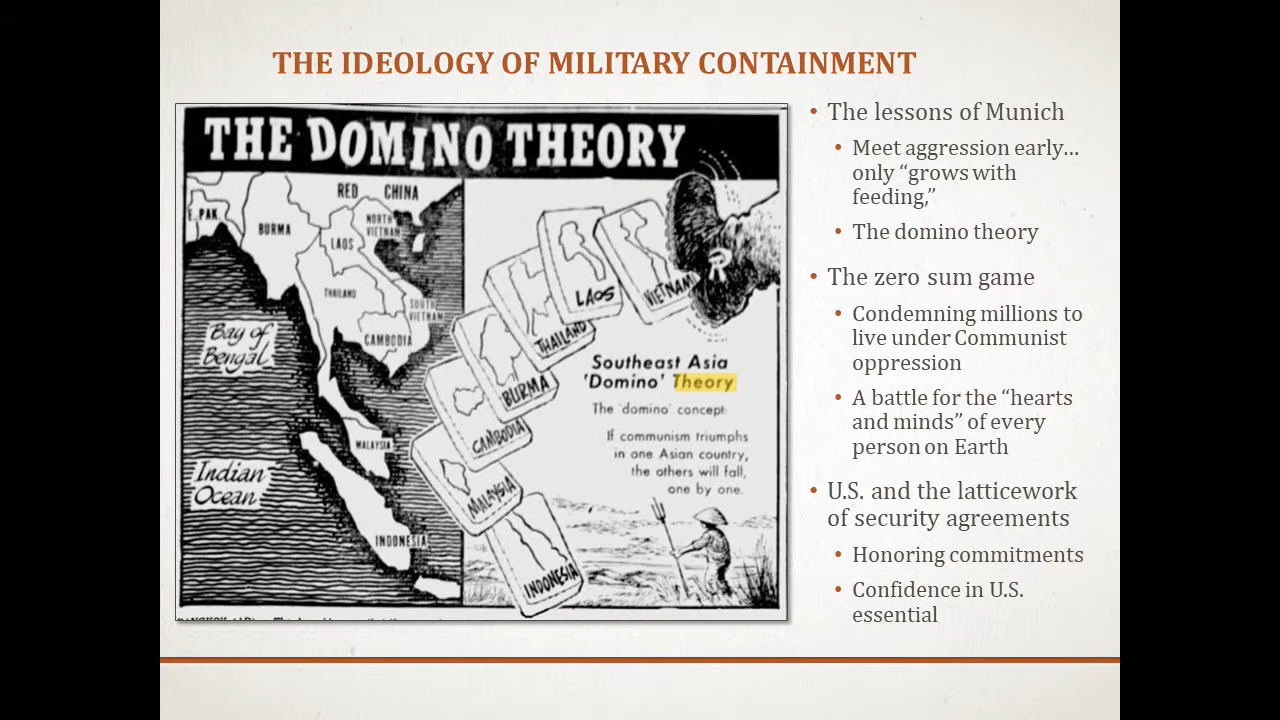 THE IDEOLOGY OF MILITARY CONTAINMENT
THE DOMINO THEORY
RED CHINA
E. PAK.
BURMA
NORTH
VIETNAM
LAOS
THAILAND
SOUTH
VIETNAM
CAMBODIA
Bay of
Bengal
MALAYSIA
Indian
Ocean
INDONESIA
VIETNAM
LAOS
THAILAND
BURMA
CAMBODIA
MALAYSIA
INDONESIA
Southeast Asia
'Domino' Theory
The 'domino' concept:
If communism triumphs
in one Asian country,
the others will fall,
one by one.
• The lessons of Munich
• Meet aggression early…
only “grows with
feeding,”
• The domino theory
• The zero sum game
• Condemning millions to
live under Communist
oppression
• A battle for the “hearts
and minds” of every
person on Earth
• U.S. and the latticework
of security agreements
• Honoring commitments
• Confidence in U.S.
essential